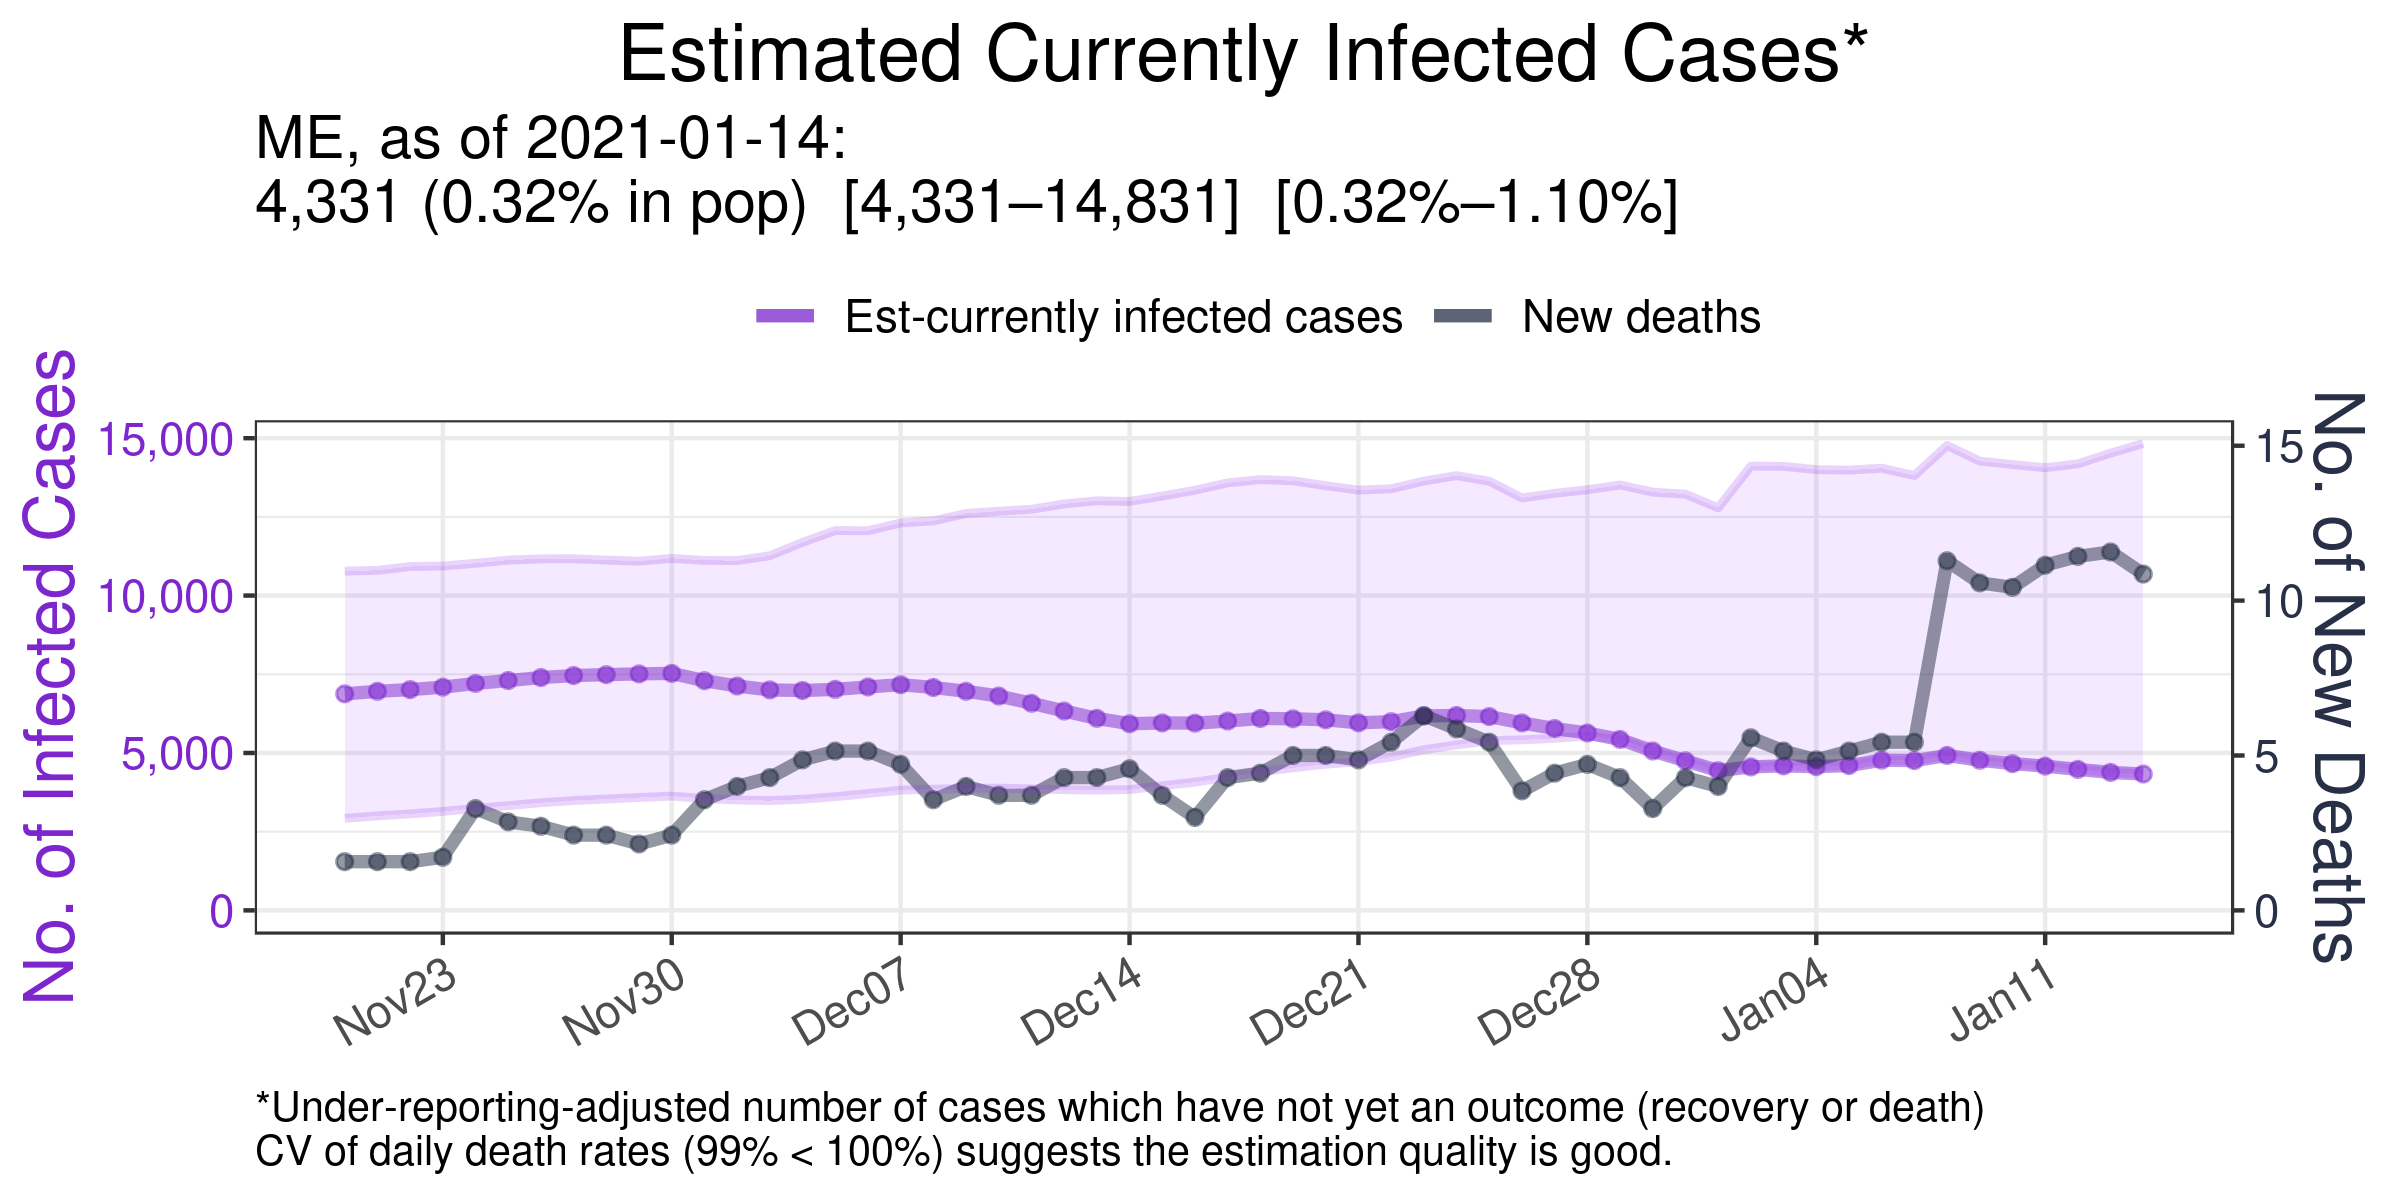 Estimated Currently Infected Cases*
ME, as of 2021-01-14:
4,331 (0.32% in pop)  [4,331–14,831]  [0.32%–1.10%]
Est-currently infected cases
New deaths
No. of Infected Cases
15,000
10,000
5,000
0
No. of New Deaths
15
10
5
0
Nov23
Nov30
Dec07
Dec14
Dec21
Dec28
Jan04
Jan11
*Under-reporting-adjusted number of cases which have not yet an outcome (recovery or death)
CV of daily death rates (99% < 100%) suggests the estimation quality is good.